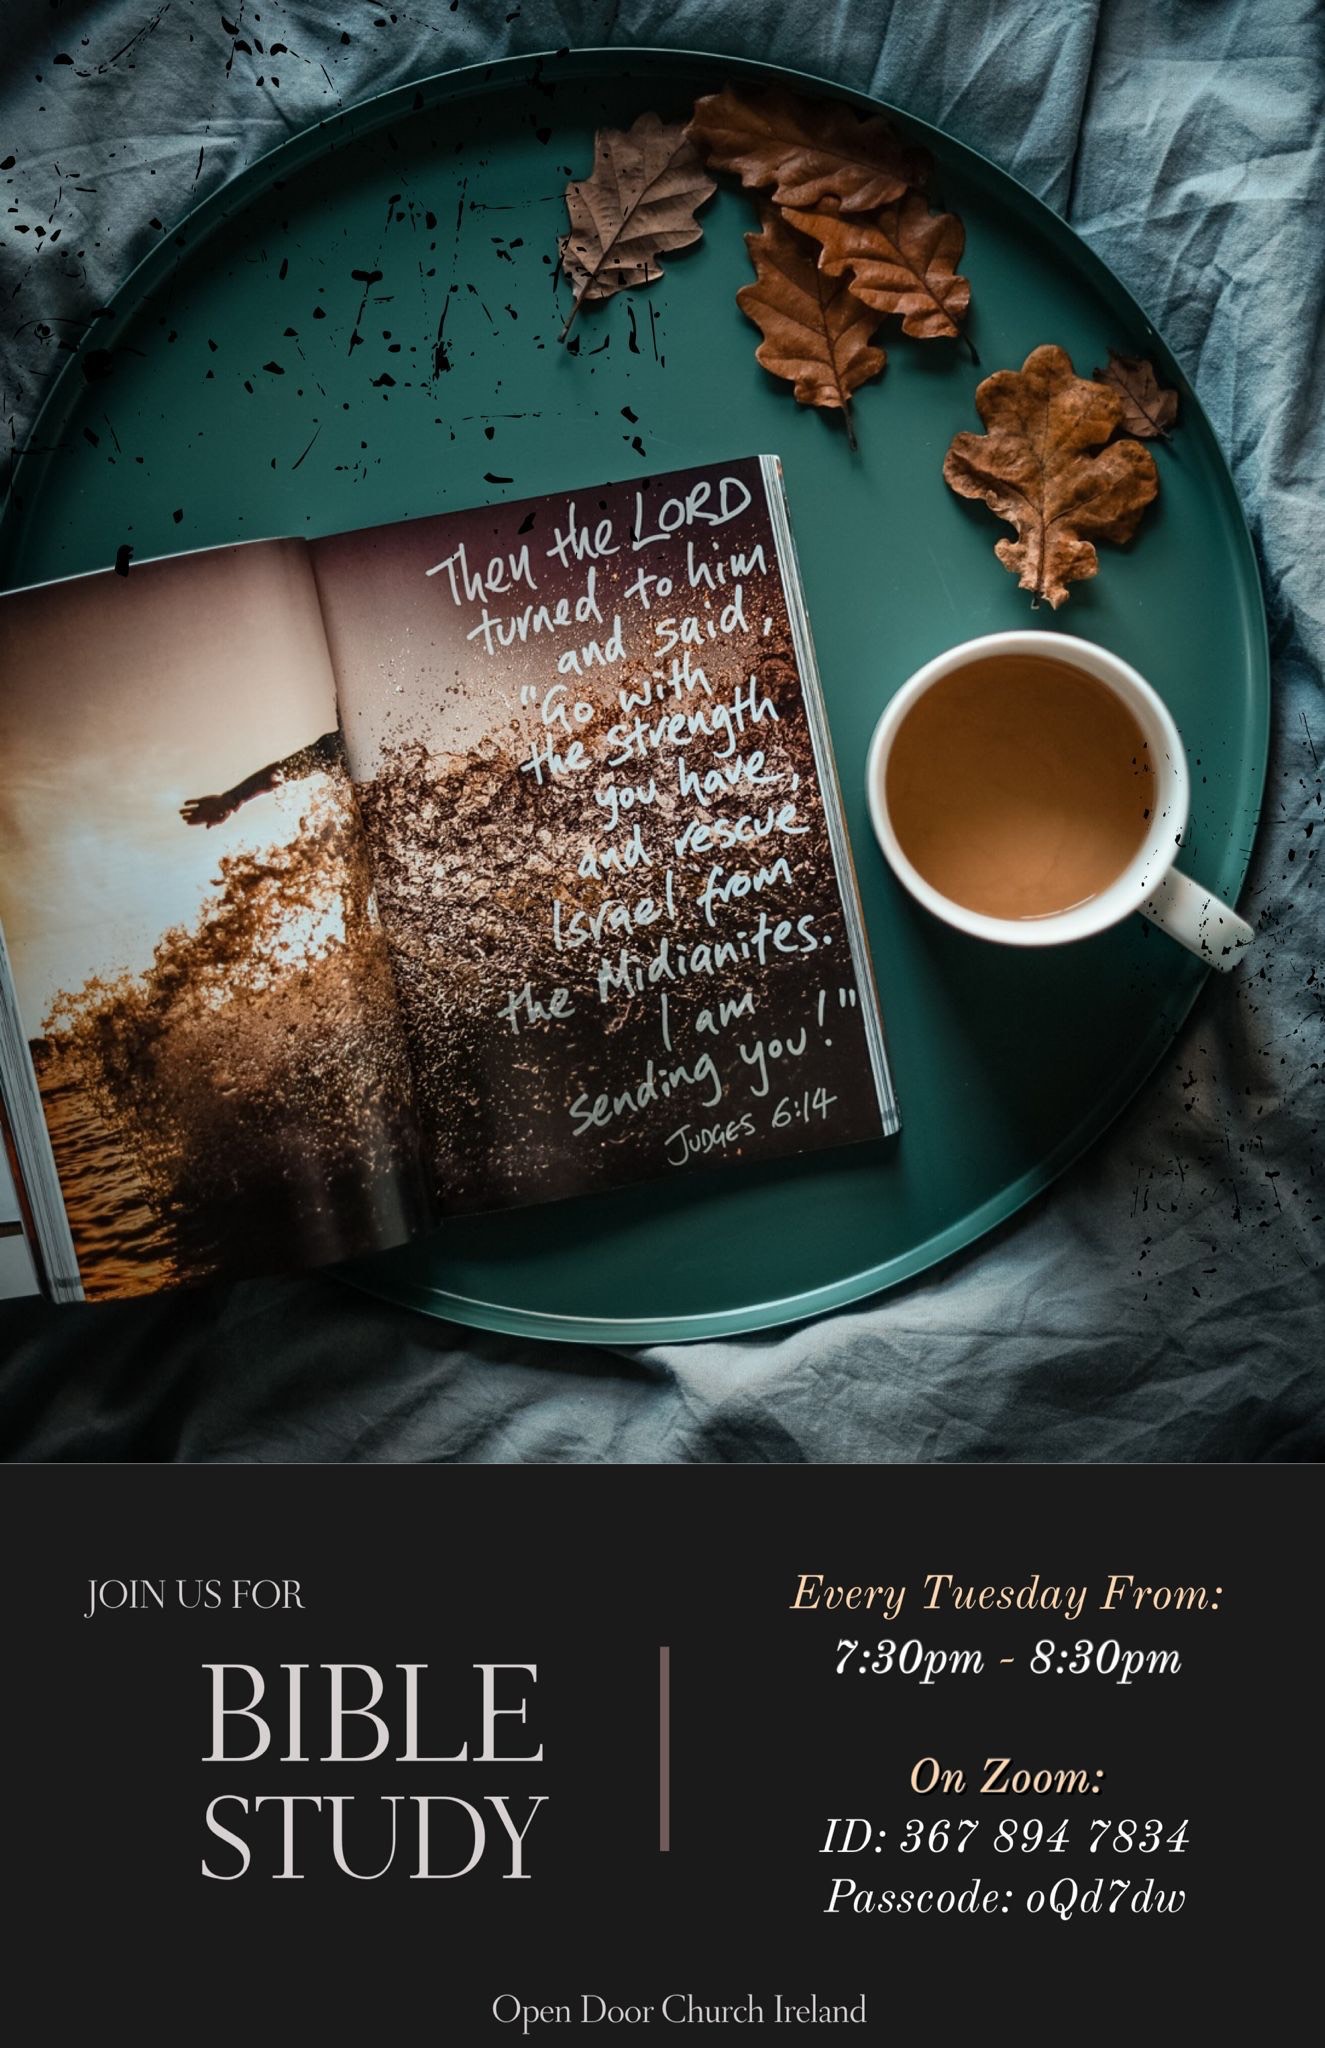 Then the LORD
turned to him
and said,
"Go with
the strength
you have,
and rescue
Israel from
the Midianites.
I am
sending you!"
JUDGES 6:14
JOIN US FOR
BIBLE
STUDY
Every Tuesday From:
7:30pm - 8:30pm
On Zoom:
ID: 367 894 7834
Passcode: oQd7dw
Open Door Church Ireland